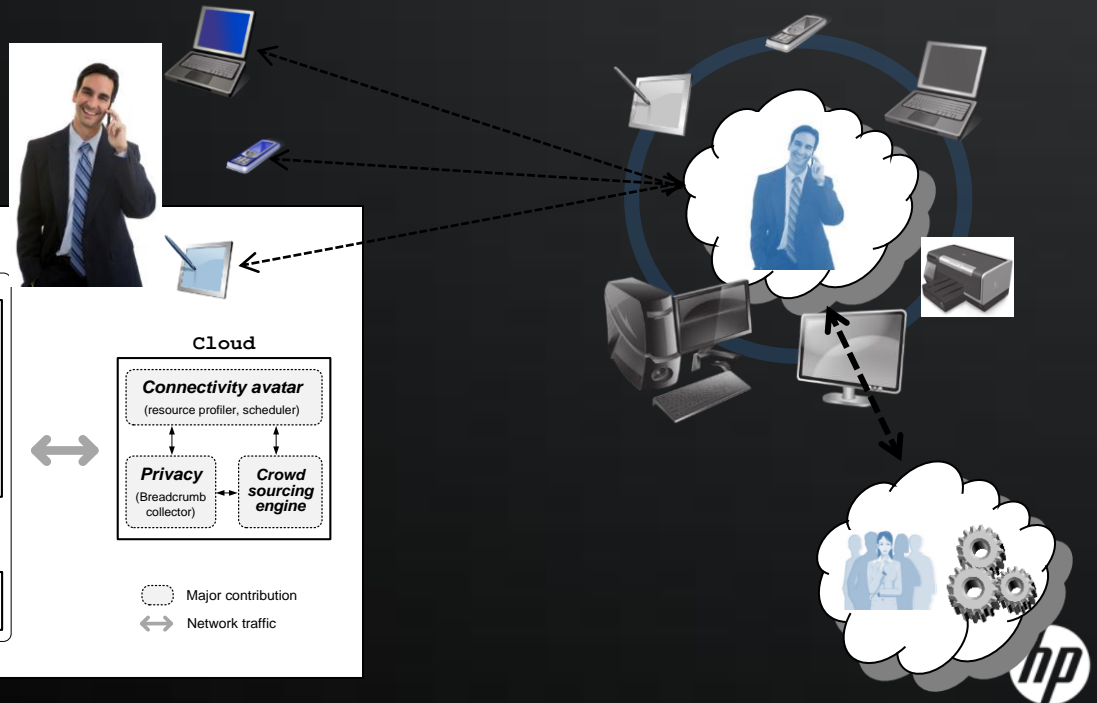 Cloud
Connectivity avatar
(resource profiler, scheduler)
Privacy
(Breadcrumb
collector)
Crowd
sourcing
engine
Major contribution
Network traffic
hp